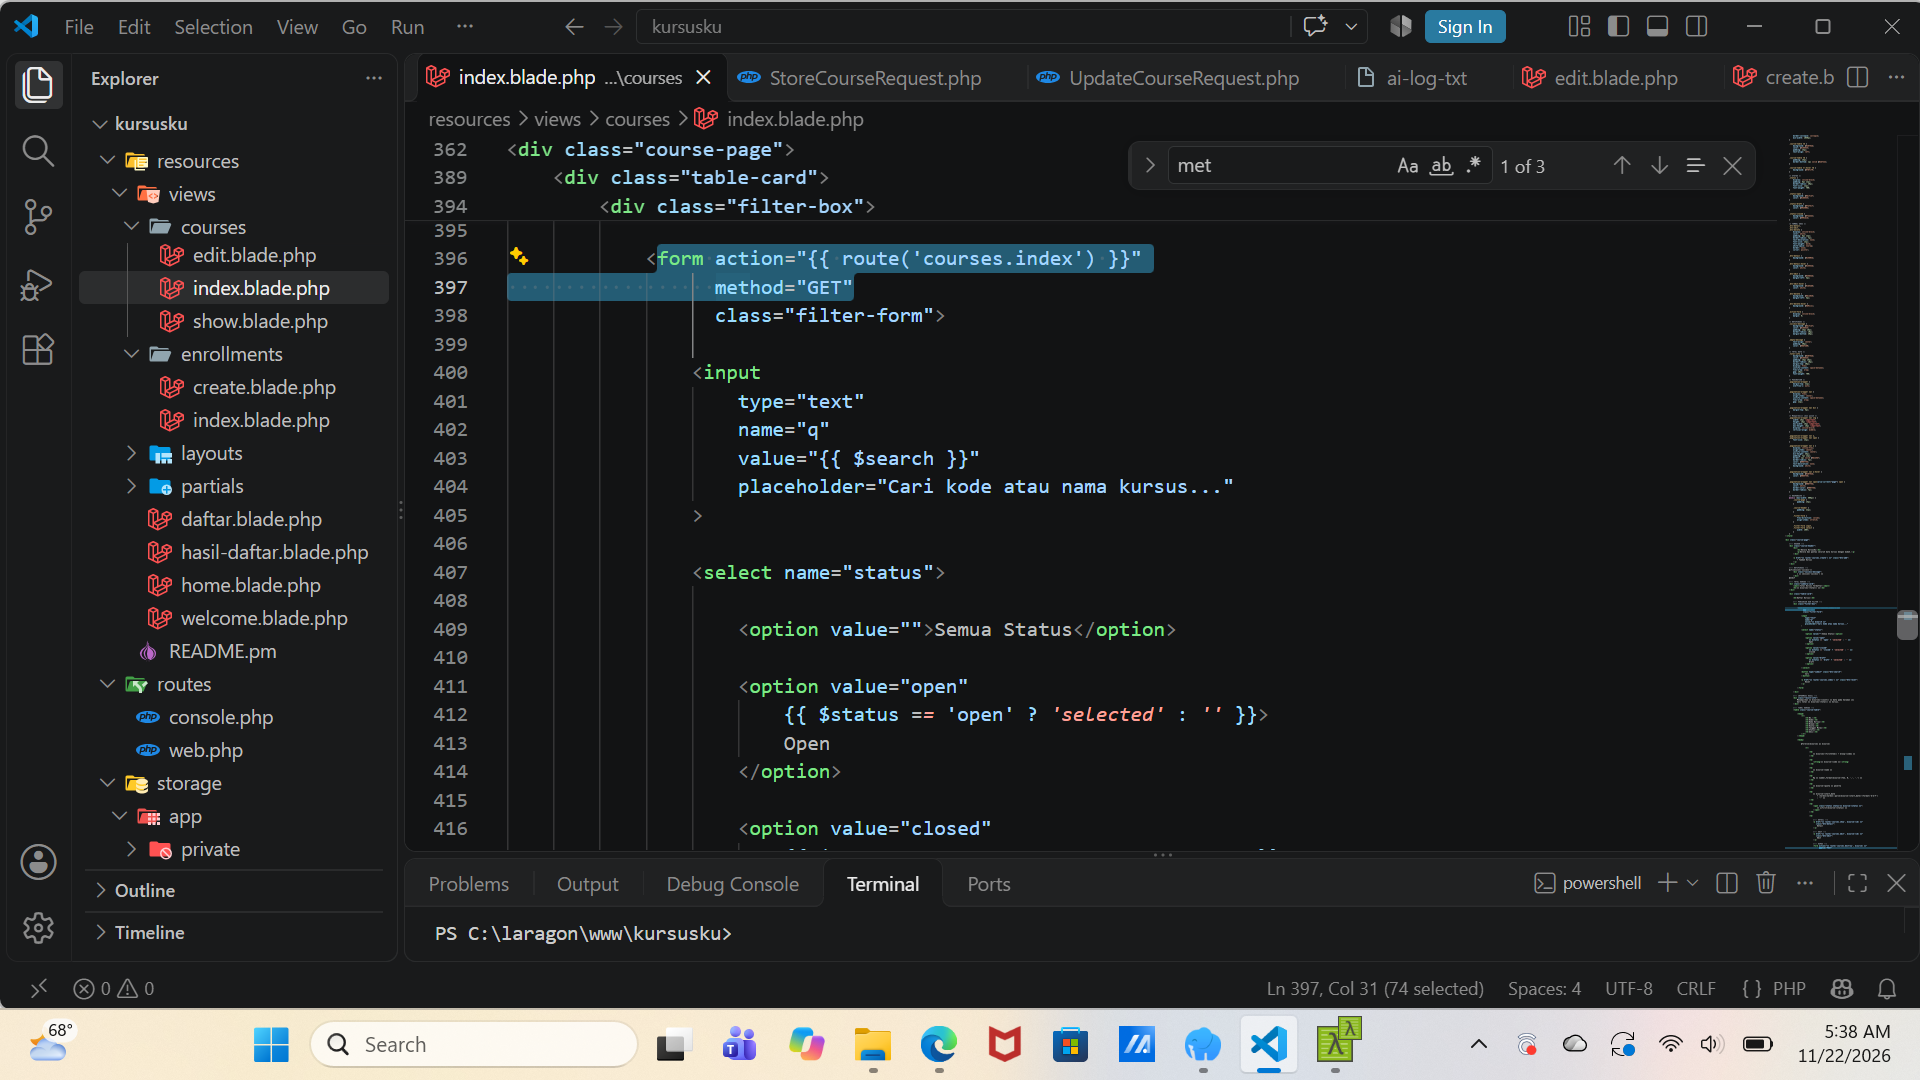 File Edit Selection View Go Run ... kursusku Sign In
Explorer ...
kursusku
resources
views
courses
edit.blade.php
index.blade.php
show.blade.php
enrollments
create.blade.php
index.blade.php
layouts
partials
daftar.blade.php
hasil-daftar.blade.php
home.blade.php
welcome.blade.php
README.pm
routes
console.php
web.php
storage
app
private
Outline
Timeline
index.blade.php ...\courses StoreCourseRequest.php UpdateCourseRequest.php ai-log-txt edit.blade.php create.b
resources > views > courses > index.blade.php
met Aa ab .* 1 of 3
362 <div class="course-page">
389 <div class="table-card">
394 <div class="filter-box">
395
396 <form action="{{ route('courses.index') }}"
397 method="GET"
398 class="filter-form">
399
400 <input
401 type="text"
402 name="q"
403 value="{{ $search }}"
404 placeholder="Cari kode atau nama kursus..."
405 >
406
407 <select name="status">
408
409 <option value="">Semua Status</option>
410
411 <option value="open"
412 {{ $status == 'open' ? 'selected' : '' }}>
413 Open
414 </option>
415
416 <option value="closed"
Problems Output Debug Console Terminal Ports powershell
PS C:\laragon\www\kursusku>
0 0 Ln 397, Col 31 (74 selected) Spaces: 4 UTF-8 CRLF { } PHP
68° Search 5:38 AM
11/22/2026